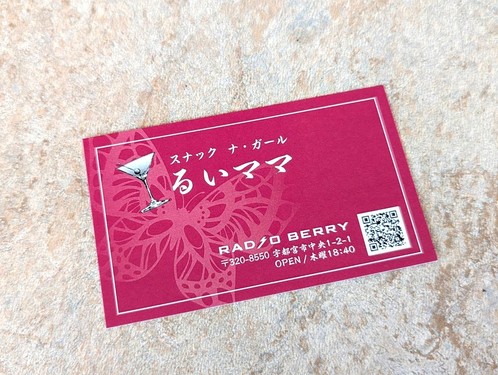 スナック ナ・ガール
るいママ
RADIO BERRY
〒320-8550 宇都宮市中央1-2-1
OPEN / 木曜18:40